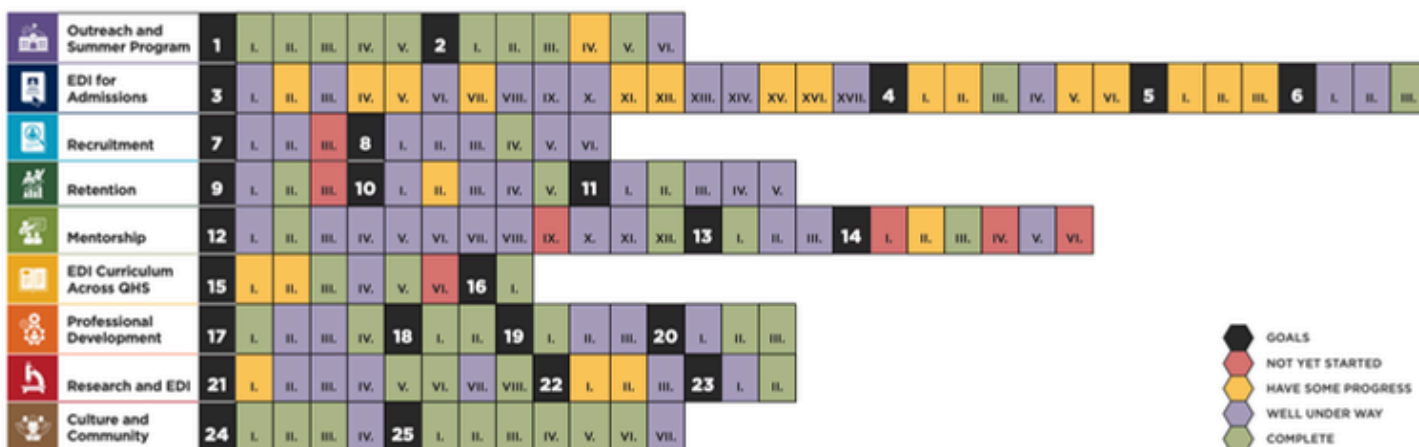 Outreach and
Summer Program
1 I. II. III. IV. V. 2 I. II. III. IV. V. VI.
EDI for
Admissions
3 I. II. III. IV. V. VI. VII. VIII. IX. X. XI. XII. XIII. XIV. XV. XVI. XVII. 4 I. II. III. IV. V. VI. 5 I. II. III. 6 I. II. III.
Recruitment
7 I. II. III. 8 I. II. III. IV. V. VI.
Retention
9 I. II. III. 10 I. II. III. IV. V. 11 I. II. III. IV. V.
Mentorship
12 I. II. III. IV. V. VI. VII. VIII. IX. X. XI. XII. 13 I. II. III. 14 I. II. III. IV. V. VI.
EDI Curriculum
Across QHS
15 I. II. III. IV. V. VI. 16 I.
Professional
Development
17 I. II. III. IV. 18 I. II. 19 I. II. III. 20 I. II. III.
Research and EDI
21 I. II. III. IV. V. VI. VII. VIII. 22 I. II. III. 23 I. II.
Culture and
Community
24 I. II. III. IV. 25 I. II. III. IV. V. VI. VII.
GOALS
NOT YET STARTED
HAVE SOME PROGRESS
WELL UNDER WAY
COMPLETE